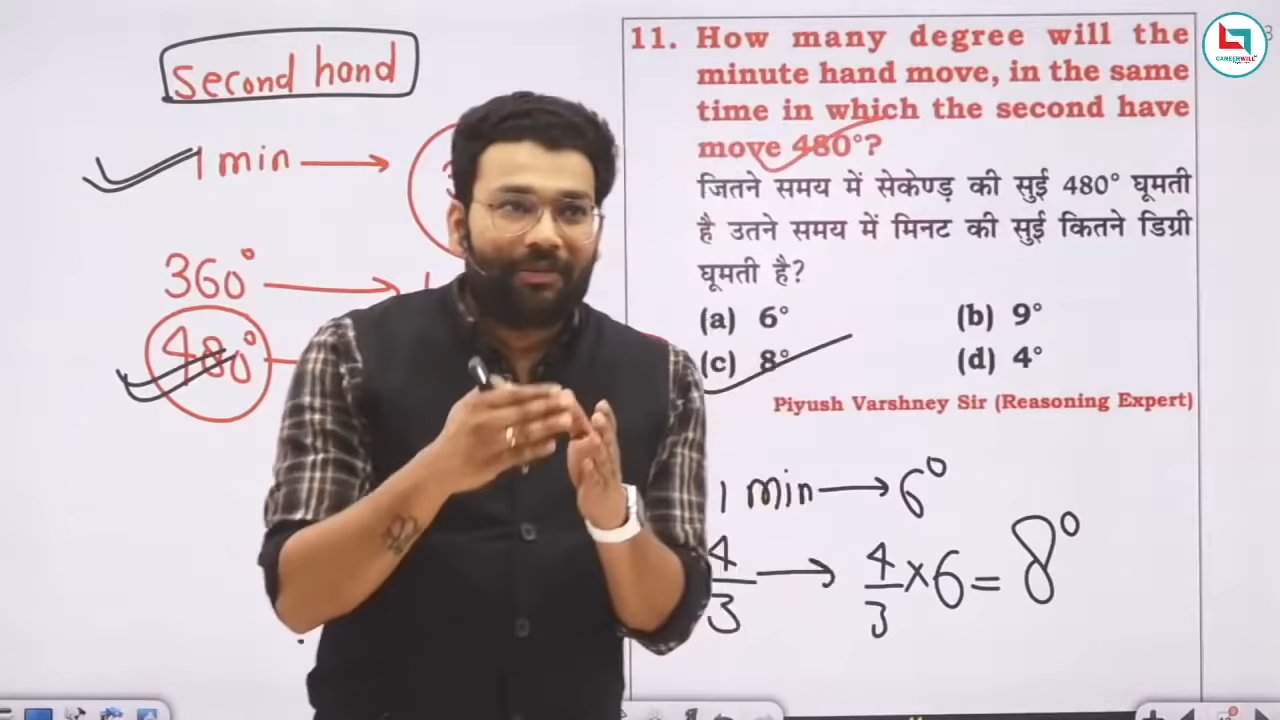 Second hand
1 min →
360° →
480°
11. How many degree will the
minute hand move, in the same
time in which the second have
move 480°?
जितने समय में सेकेण्ड़ की सुई 480° घूमती
है उतने समय में मिनट की सुई कितने डिग्री
घूमती है?
(a) 6° (b) 9°
(c) 8° (d) 4°
Piyush Varshney Sir (Reasoning Expert)
1 min → 6°
4/3 → 4/3 × 6 = 8°
CAREERWILL